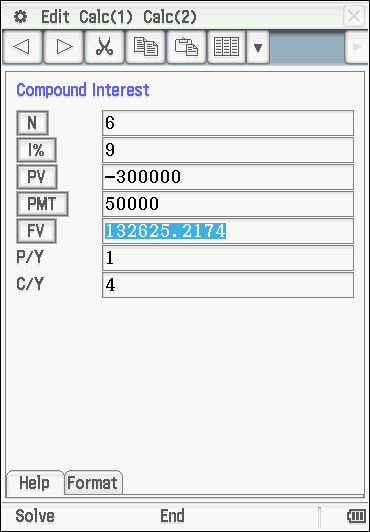 Edit Calc(1) Calc(2)
Compound Interest
N 6
I% 9
PV -300000
PMT 50000
FV 132625.2174
P/Y 1
C/Y 4
Help Format
Solve End